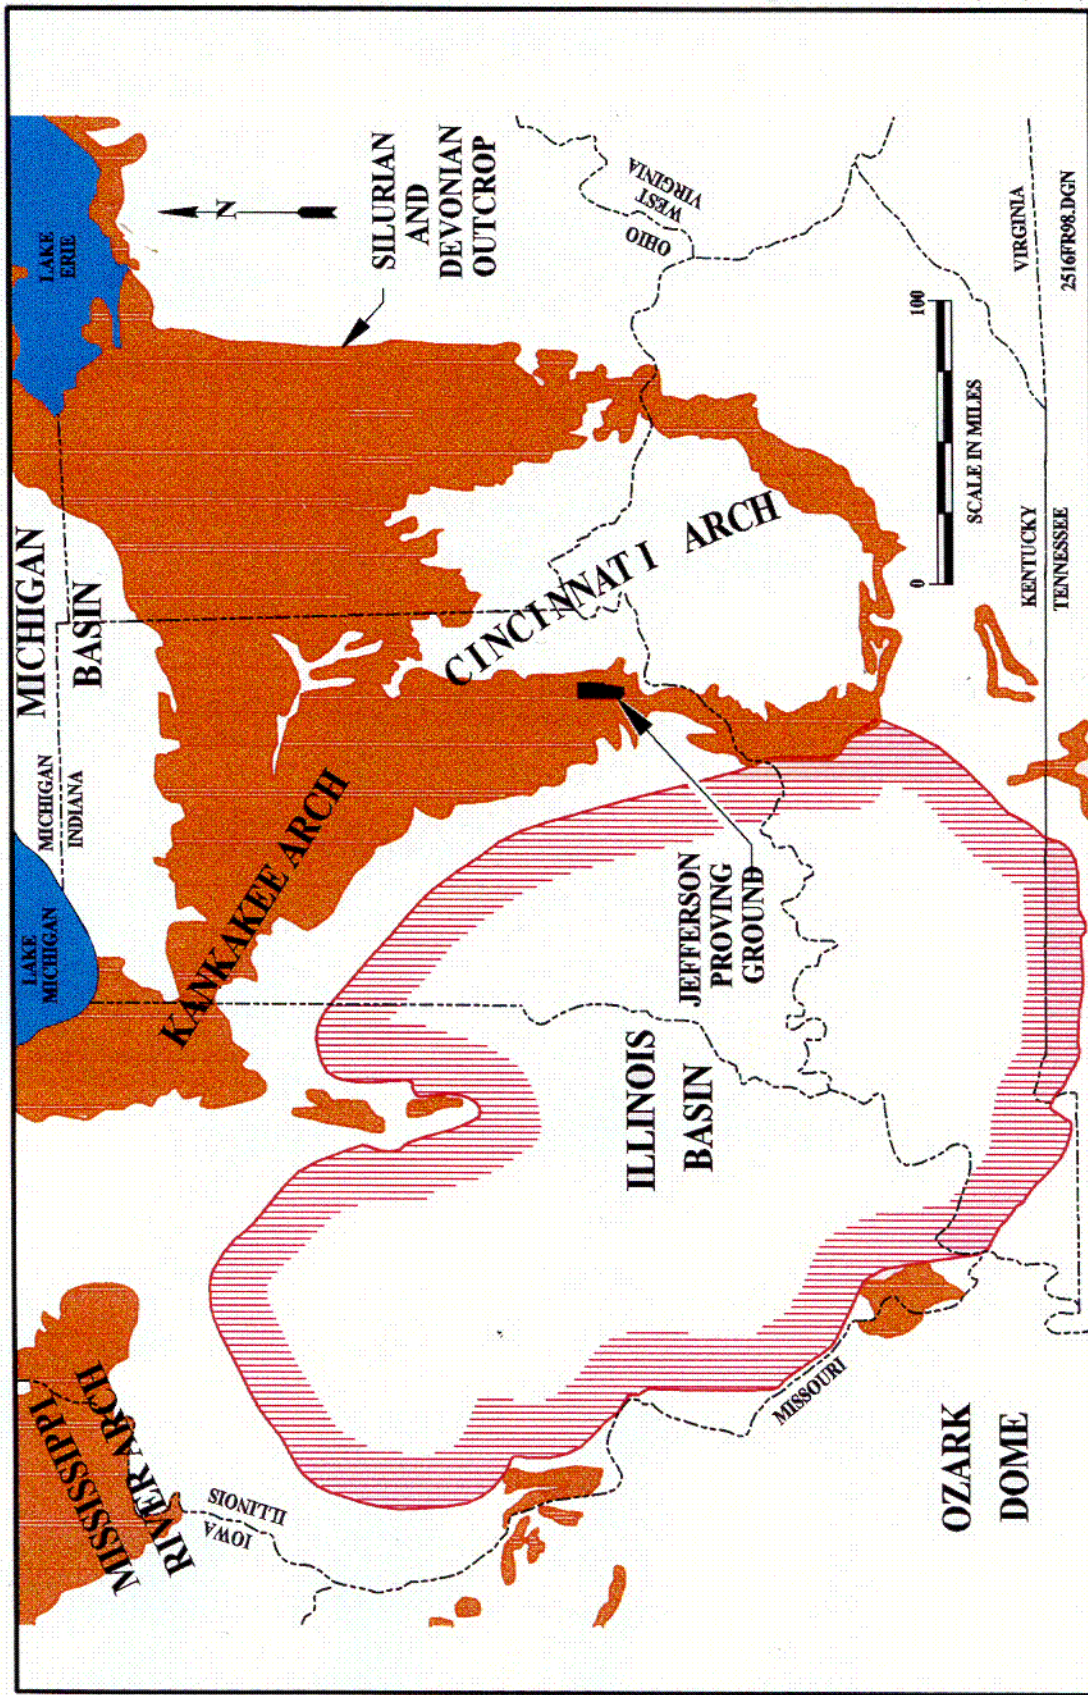 MISSISSIPPI
RIVER ARCH
IOWA
ILLINOIS
LAKE
MICHIGAN
MICHIGAN
INDIANA
MICHIGAN
BASIN
LAKE
ERIE
N
KANKAKEE ARCH
SILURIAN
AND
DEVONIAN
OUTCROP
CINCINNATI ARCH
OHIO
WEST
VIRGINIA
ILLINOIS
BASIN
JEFFERSON
PROVING
GROUND
MISSOURI
OZARK
DOME
0
100
SCALE IN MILES
KENTUCKY
TENNESSEE
VIRGINIA
2516FR98.DGN